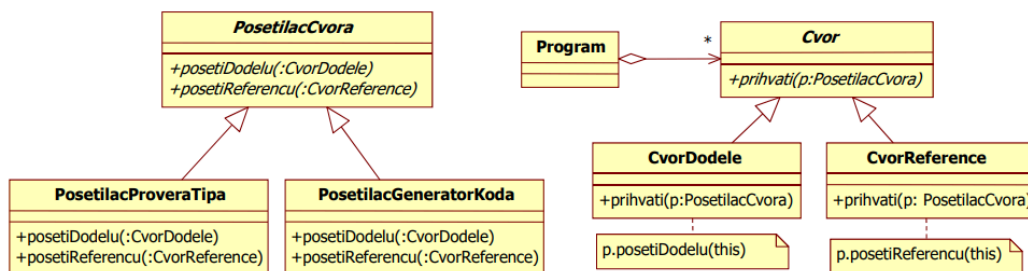 PosetilacCvora
+posetiDodelu(:CvorDodele)
+posetiReferencu(:CvorReference)
Program
*
Cvor
+prihvati(p:PosetilacCvora)
PosetilacProveraTipa
+posetiDodelu(:CvorDodele)
+posetiReferencu(:CvorReference)
PosetilacGeneratorKoda
+posetiDodelu(:CvorDodele)
+posetiReferencu(:CvorReference)
CvorDodele
+prihvati(p:PosetilacCvora)
p.posetiDodelu(this)
CvorReference
+prihvati(p: PosetilacCvora)
p.posetiReferencu(this)